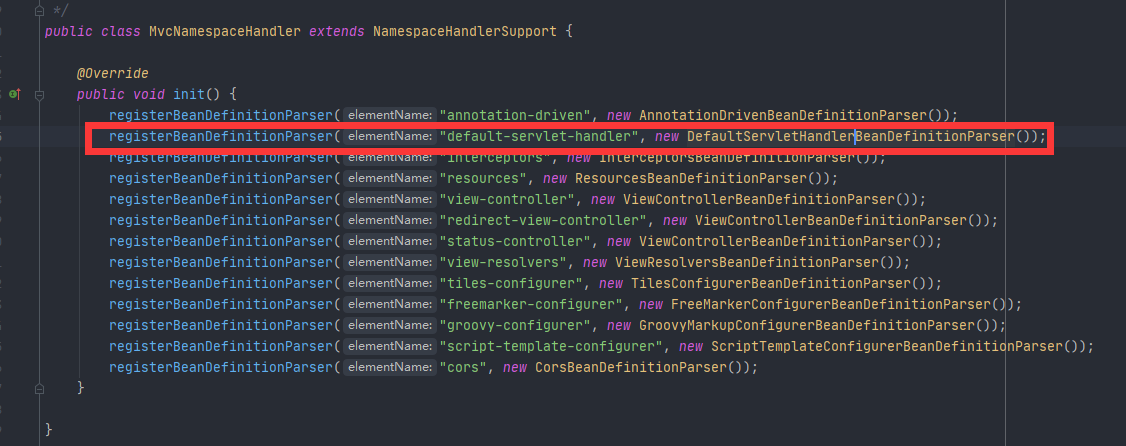 */
public class MvcNamespaceHandler extends NamespaceHandlerSupport {
@Override
public void init() {
registerBeanDefinitionParser( elementName: "annotation-driven", new AnnotationDrivenBeanDefinitionParser());
registerBeanDefinitionParser( elementName: "default-servlet-handler", new DefaultServletHandlerBeanDefinitionParser());
registerBeanDefinitionParser( elementName: "interceptors", new InterceptorsBeanDefinitionParser());
registerBeanDefinitionParser( elementName: "resources", new ResourcesBeanDefinitionParser());
registerBeanDefinitionParser( elementName: "view-controller", new ViewControllerBeanDefinitionParser());
registerBeanDefinitionParser( elementName: "redirect-view-controller", new ViewControllerBeanDefinitionParser());
registerBeanDefinitionParser( elementName: "status-controller", new ViewControllerBeanDefinitionParser());
registerBeanDefinitionParser( elementName: "view-resolvers", new ViewResolversBeanDefinitionParser());
registerBeanDefinitionParser( elementName: "tiles-configurer", new TilesConfigurerBeanDefinitionParser());
registerBeanDefinitionParser( elementName: "freemarker-configurer", new FreeMarkerConfigurerBeanDefinitionParser());
registerBeanDefinitionParser( elementName: "groovy-configurer", new GroovyMarkupConfigurerBeanDefinitionParser());
registerBeanDefinitionParser( elementName: "script-template-configurer", new ScriptTemplateConfigurerBeanDefinitionParser());
registerBeanDefinitionParser( elementName: "cors", new CorsBeanDefinitionParser());
}
}